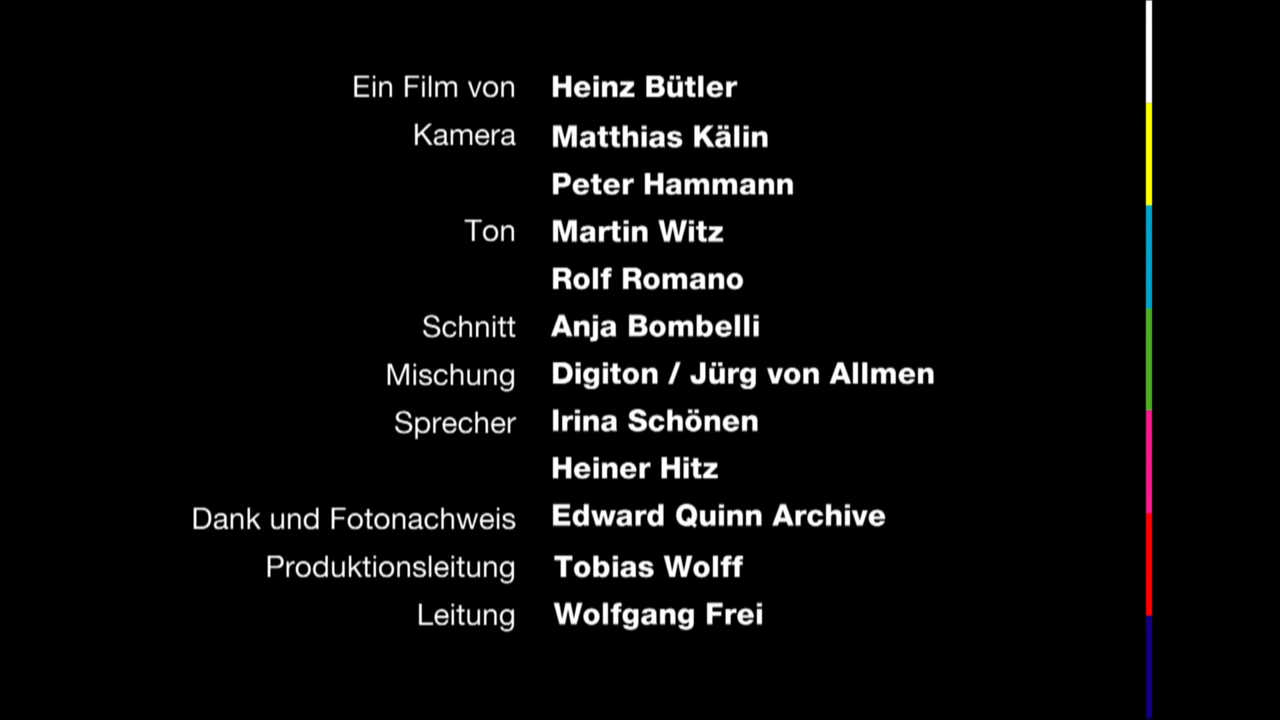 Ein Film von Heinz Bütler
Kamera Matthias Kälin
Peter Hammann
Ton Martin Witz
Rolf Romano
Schnitt Anja Bombelli
Mischung Digiton / Jürg von Allmen
Sprecher Irina Schönen
Heiner Hitz
Dank und Fotonachweis Edward Quinn Archive
Produktionsleitung Tobias Wolff
Leitung Wolfgang Frei